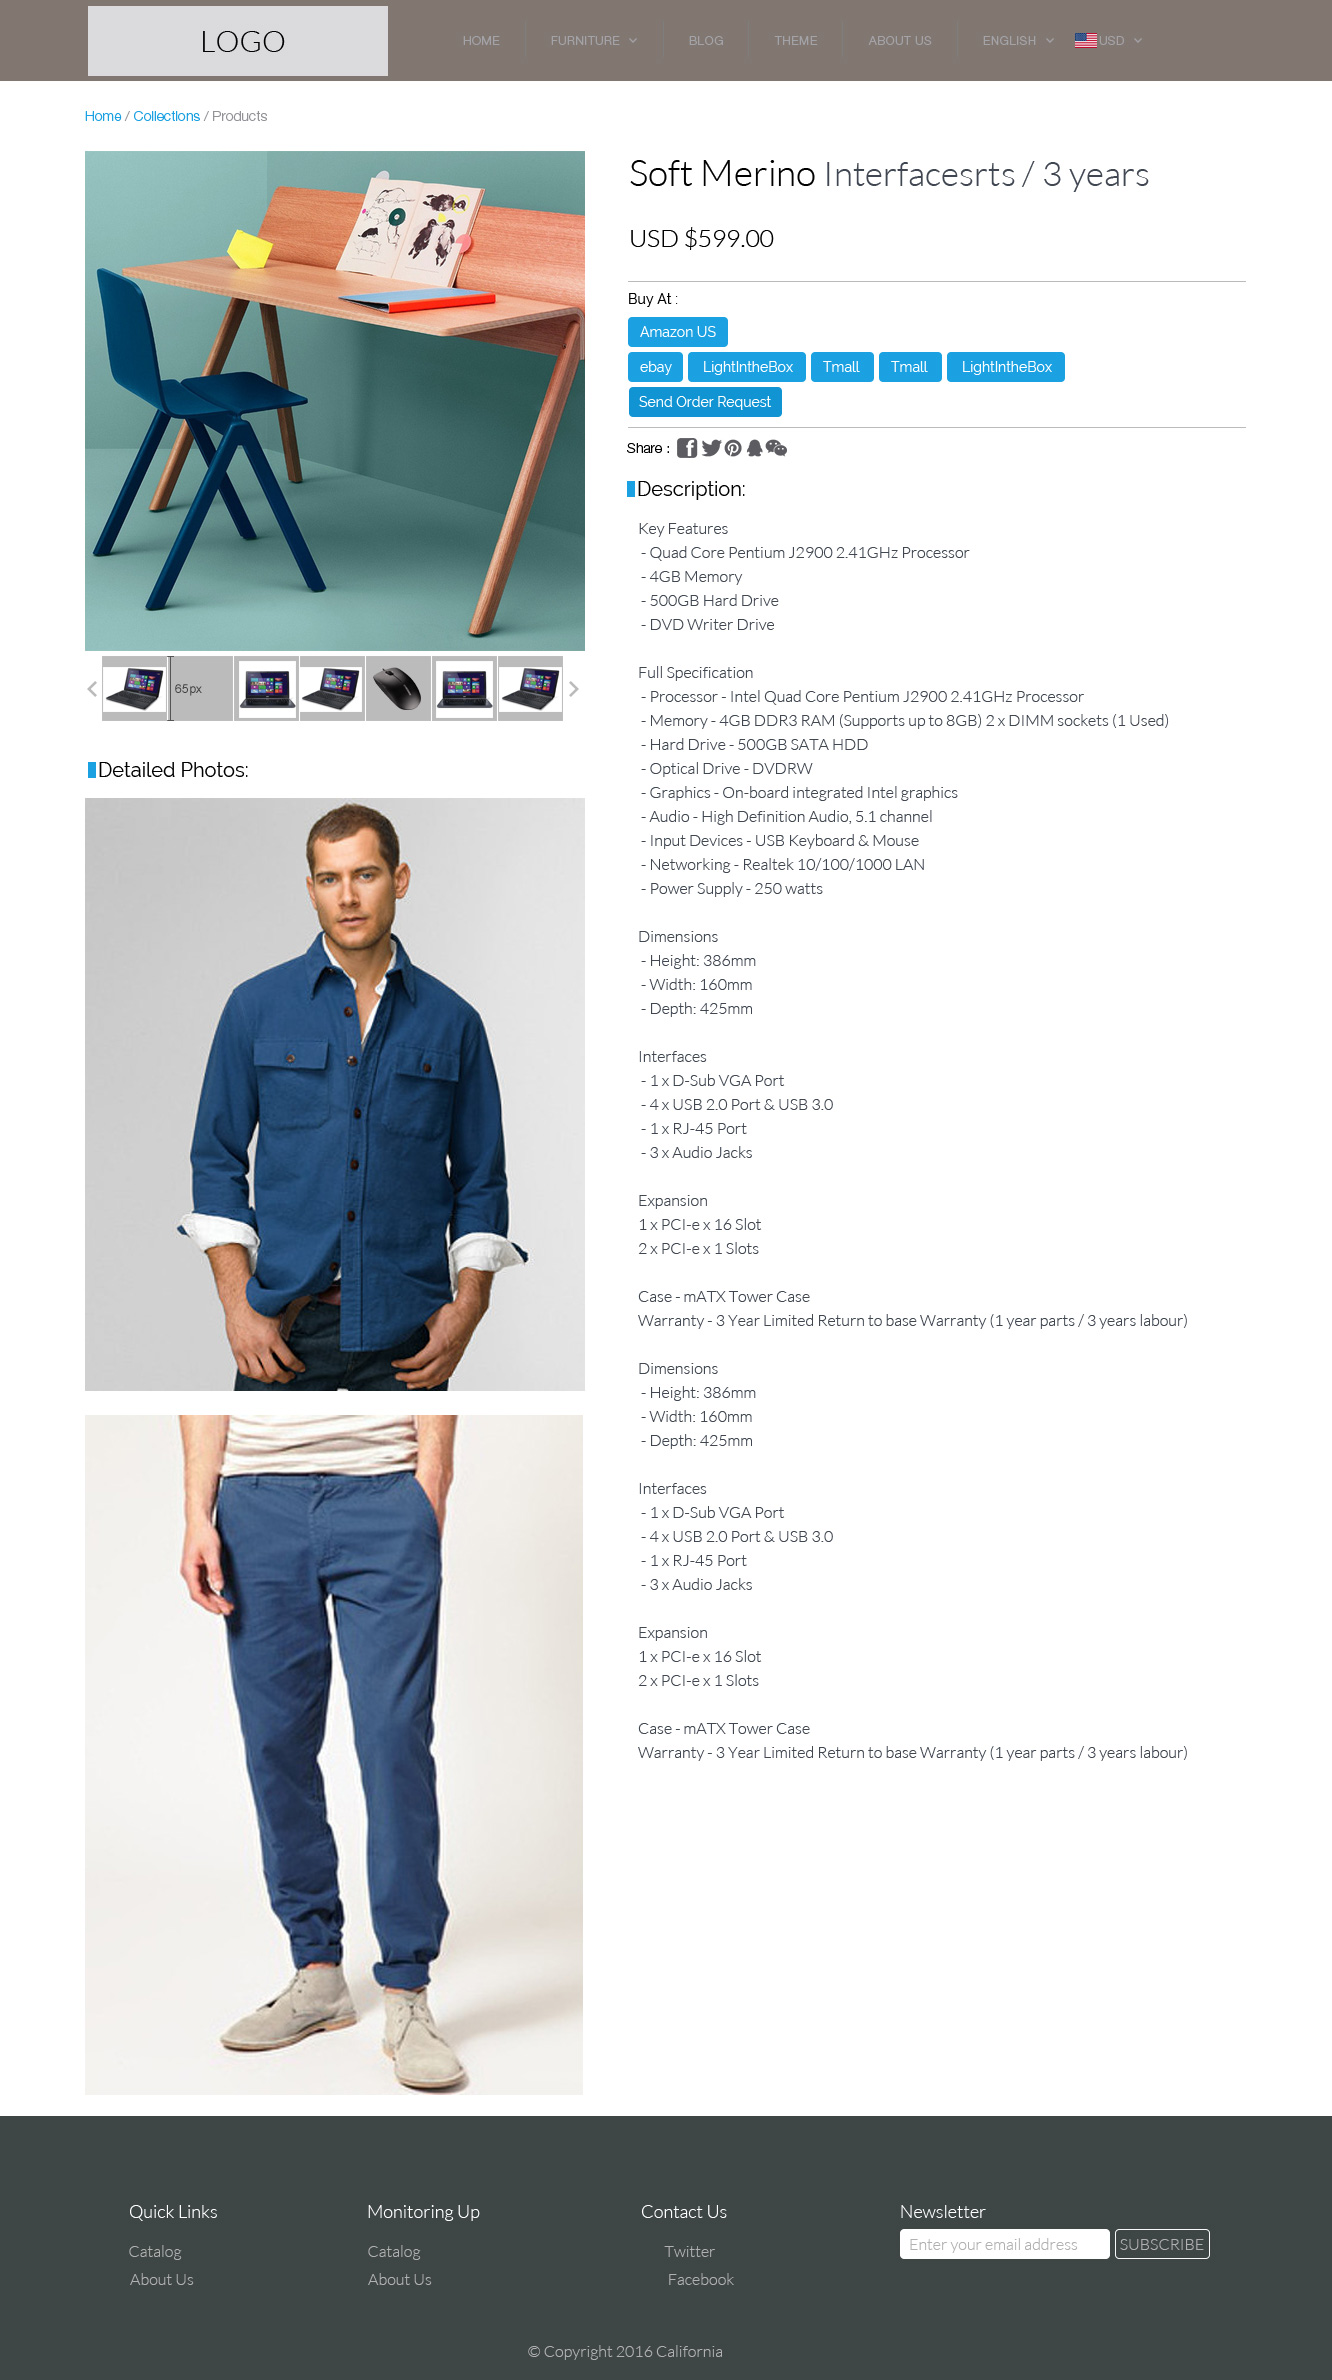 LOGO
HOME FURNITURE BLOG THEME ABOUT US ENGLISH USD
Home / Collections / Products
Soft Merino Interfacesrts / 3 years
USD $599.00
Buy At :
Amazon US
ebay LightIntheBox Tmall Tmall LightIntheBox
Send Order Request
Share :
Description:
Key Features
- Quad Core Pentium J2900 2.41GHz Processor
- 4GB Memory
- 500GB Hard Drive
- DVD Writer Drive
Full Specification
- Processor - Intel Quad Core Pentium J2900 2.41GHz Processor
- Memory - 4GB DDR3 RAM (Supports up to 8GB) 2 x DIMM sockets (1 Used)
- Hard Drive - 500GB SATA HDD
- Optical Drive - DVDRW
- Graphics - On-board integrated Intel graphics
- Audio - High Definition Audio, 5.1 channel
- Input Devices - USB Keyboard & Mouse
- Networking - Realtek 10/100/1000 LAN
- Power Supply - 250 watts
Dimensions
- Height: 386mm
- Width: 160mm
- Depth: 425mm
Interfaces
- 1 x D-Sub VGA Port
- 4 x USB 2.0 Port & USB 3.0
- 1 x RJ-45 Port
- 3 x Audio Jacks
Expansion
1 x PCI-e x 16 Slot
2 x PCI-e x 1 Slots
Case - mATX Tower Case
Warranty - 3 Year Limited Return to base Warranty (1 year parts / 3 years labour)
Dimensions
- Height: 386mm
- Width: 160mm
- Depth: 425mm
Interfaces
- 1 x D-Sub VGA Port
- 4 x USB 2.0 Port & USB 3.0
- 1 x RJ-45 Port
- 3 x Audio Jacks
Expansion
1 x PCI-e x 16 Slot
2 x PCI-e x 1 Slots
Case - mATX Tower Case
Warranty - 3 Year Limited Return to base Warranty (1 year parts / 3 years labour)
65px
Detailed Photos:
Quick Links
Catalog
About Us
Monitoring Up
Catalog
About Us
Contact Us
Twitter
Facebook
Newsletter
Enter your email address SUBSCRIBE
© Copyright 2016 California